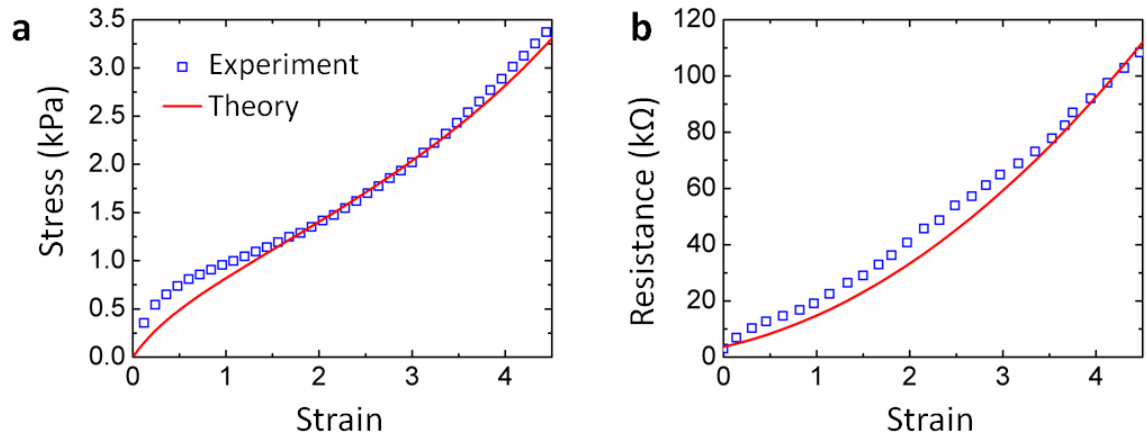 a
Stress (kPa)
3.5
3.0
2.5
2.0
1.5
1.0
0.5
0.0
Experiment
Theory
0 1 2 3 4
Strain
b
Resistance (kΩ)
120
100
80
60
40
20
0
0 1 2 3 4
Strain